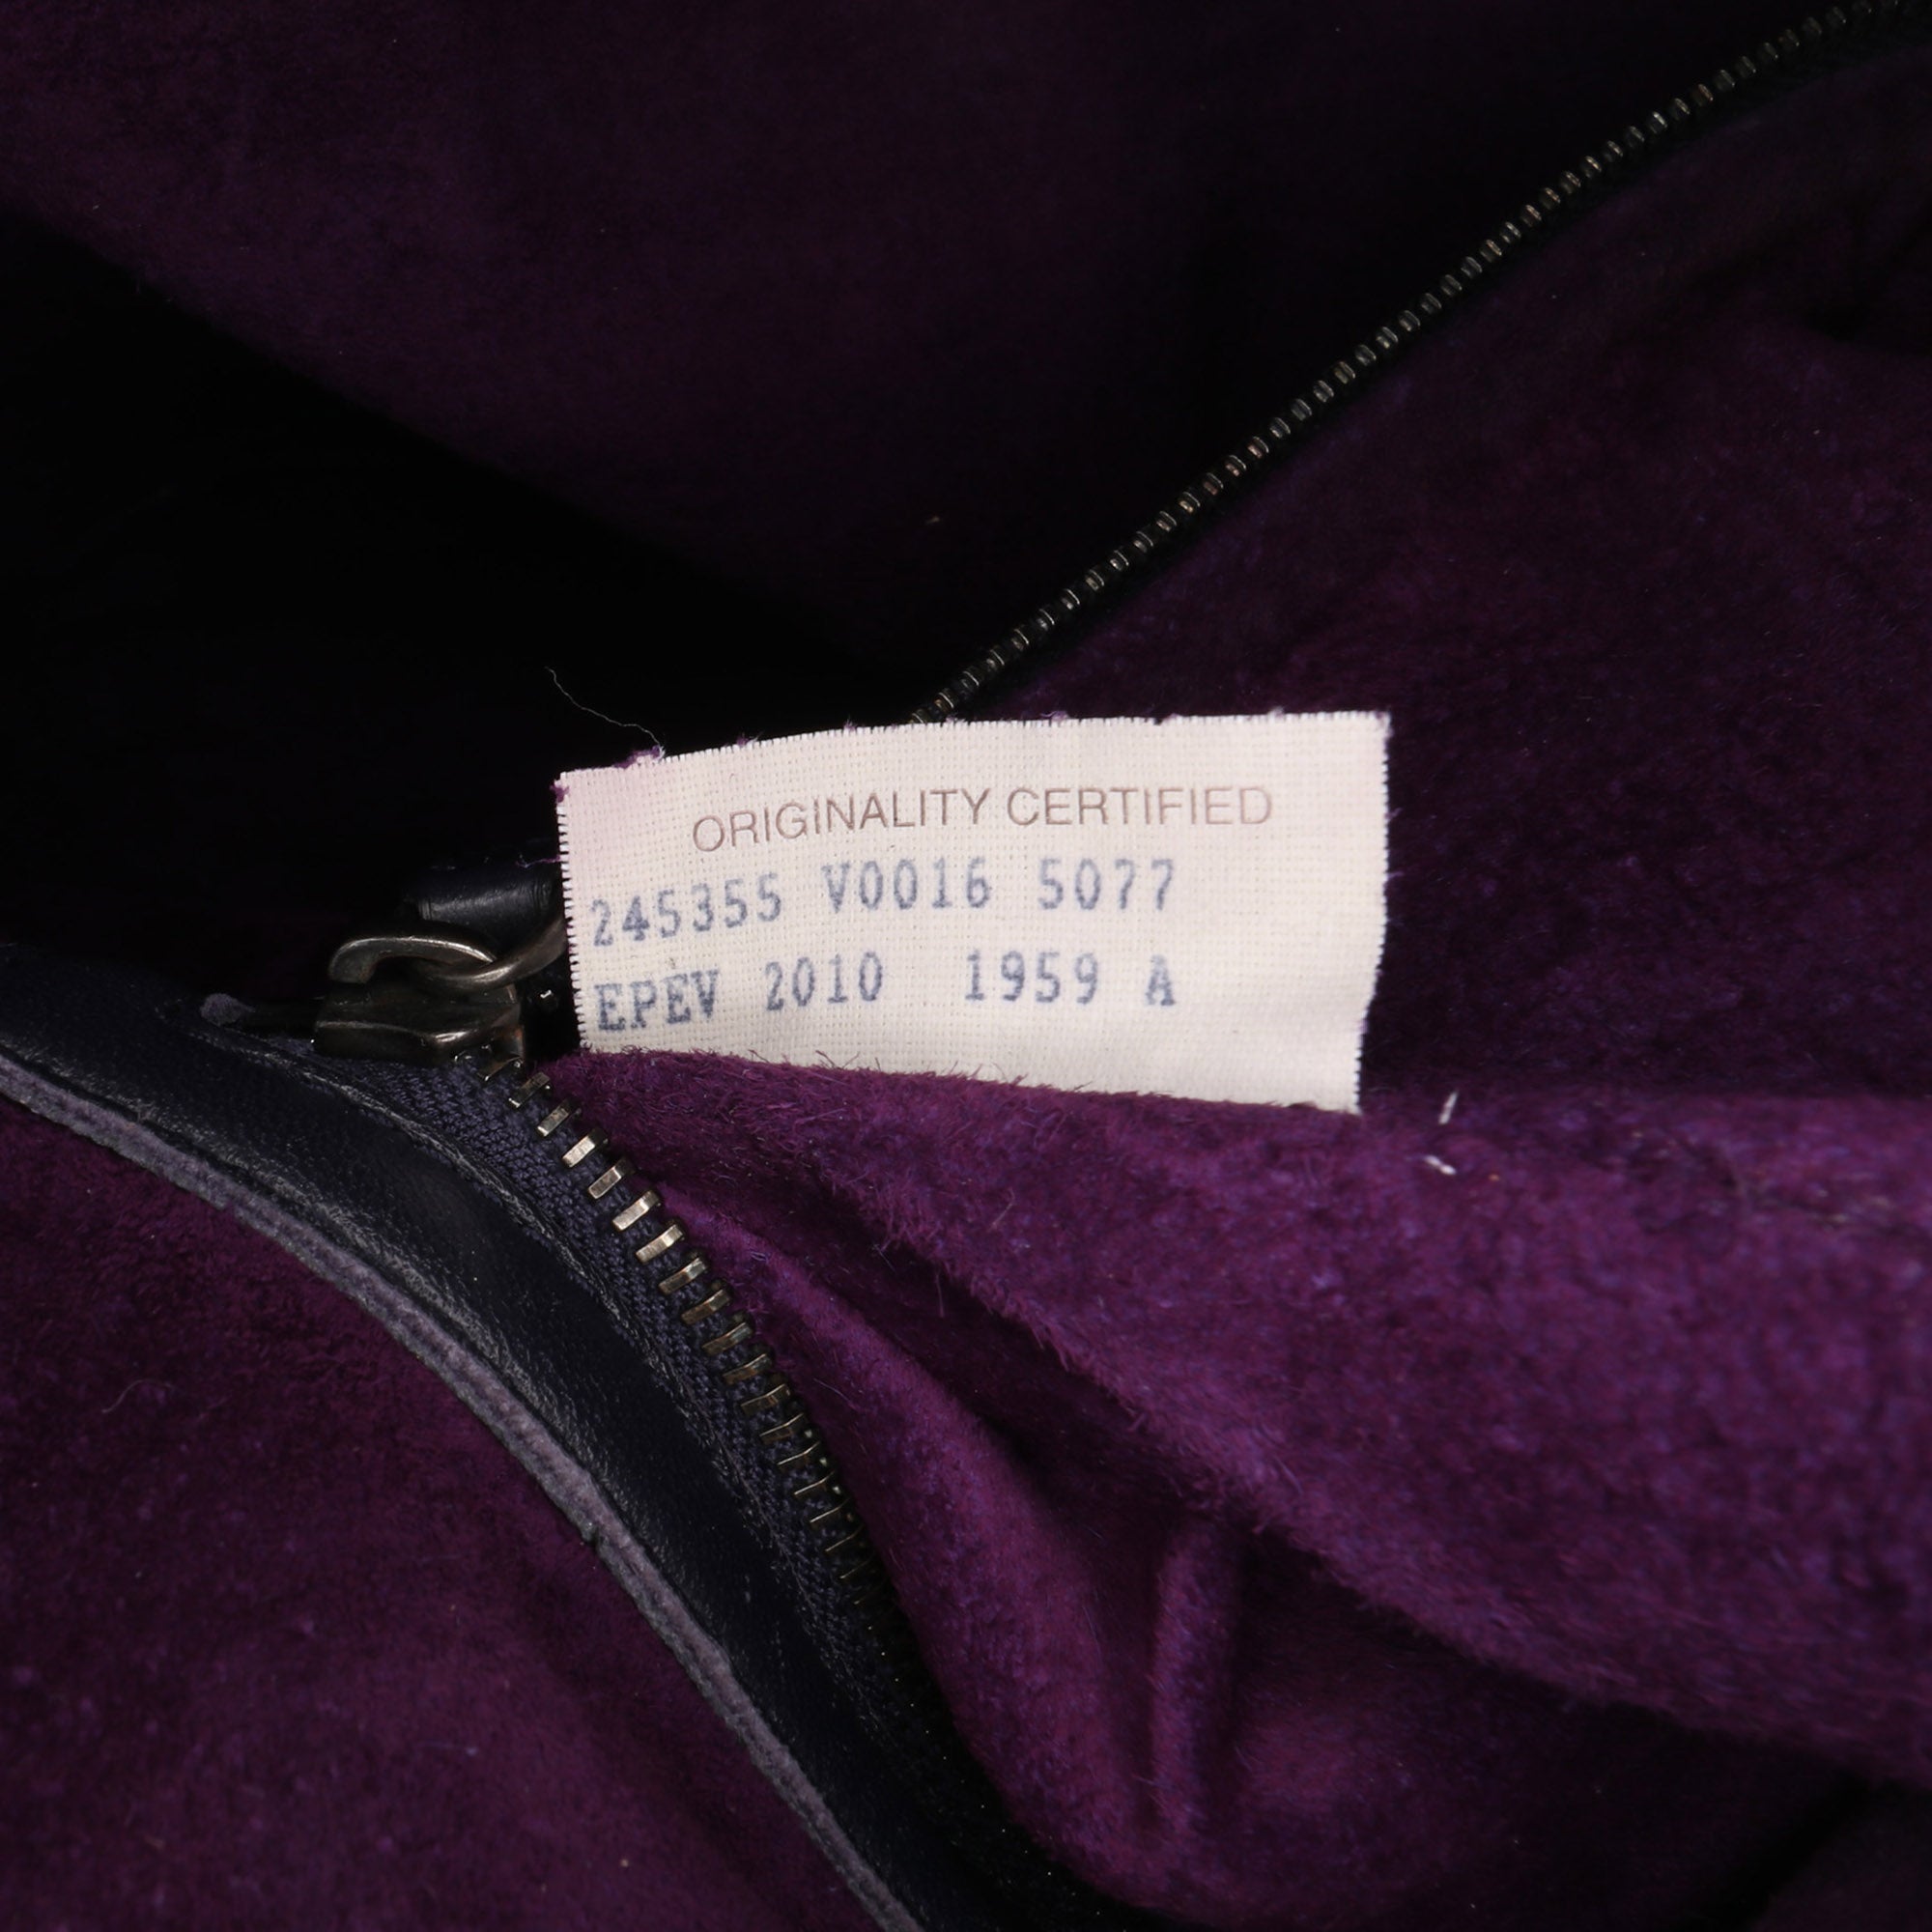 ORIGINALITY CERTIFIED
245355 V0016 5077
EPEV 2010 1959 A